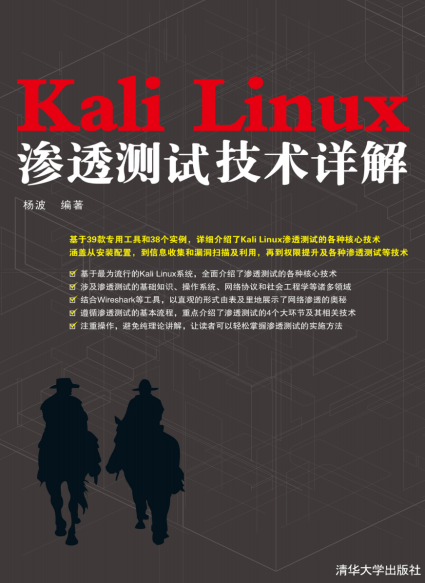 Kali Linux
渗透测试技术详解
杨波 编著
基于39款专用工具和38个实例，详细介绍了Kali Linux渗透测试的各种核心技术
涵盖从安装配置，到信息收集和漏洞扫描及利用，再到权限提升及各种渗透测试等技术
基于最为流行的Kali Linux系统，全面介绍了渗透测试的各种核心技术
涉及渗透测试的基础知识、操作系统、网络协议和社会工程学等诸多领域
结合Wireshark等工具，以直观的形式由表及里地展示了网络渗透的奥秘
遵循渗透测试的基本流程，重点介绍了渗透测试的4个大环节及其相关技术
注重操作，避免纯理论讲解，让读者可以轻松掌握渗透测试的实施方法
清华大学出版社